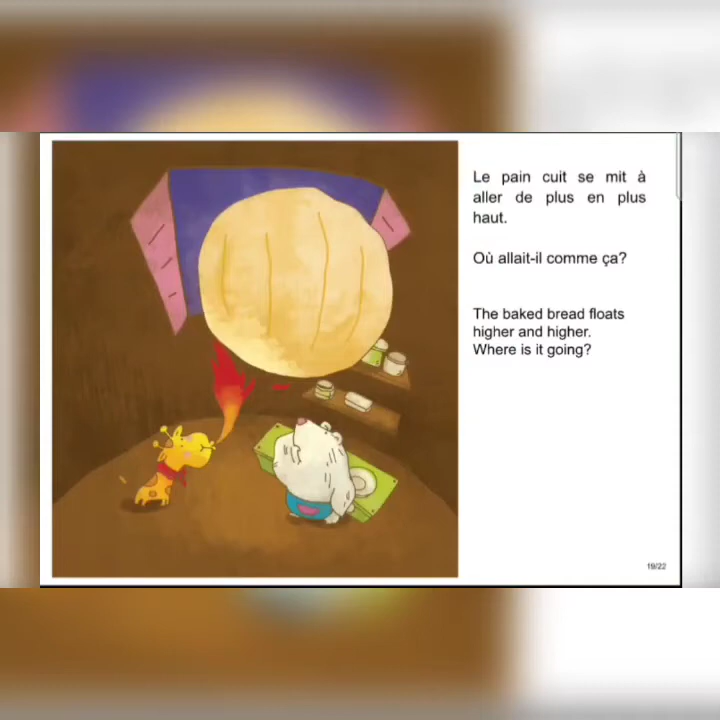 Le pain cuit se mit à
aller de plus en plus
haut.
Où allait-il comme ça?
The baked bread floats
higher and higher.
Where is it going?
19/22